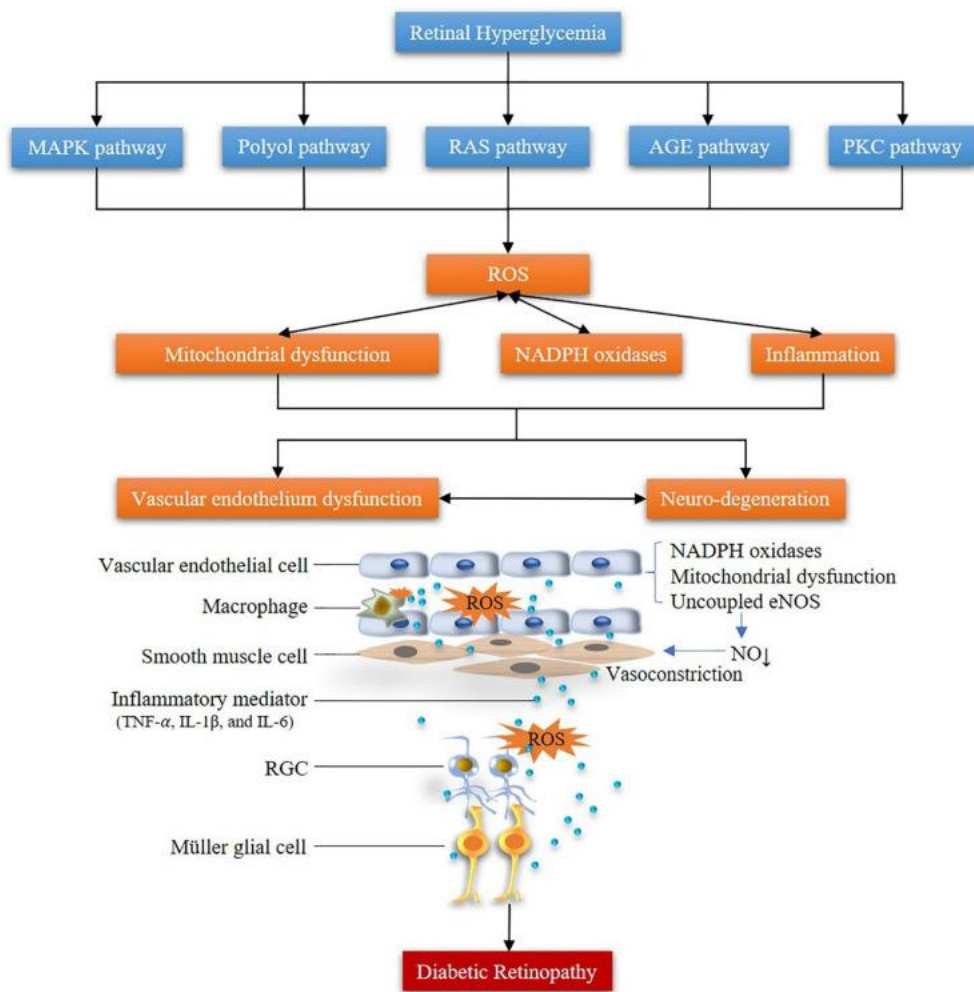 Retinal Hyperglycemia
MAPK pathway
Polyol pathway
RAS pathway
AGE pathway
PKC pathway
ROS
Mitochondrial dysfunction
NADPH oxidases
Inflammation
Vascular endothelium dysfunction
Neuro-degeneration
Vascular endothelial cell
NADPH oxidases
Mitochondrial dysfunction
Uncoupled eNOS
Macrophage
ROS
Smooth muscle cell
NO↓
Vasoconstriction
Inflammatory mediator
(TNF-α, IL-1β, and IL-6)
ROS
RGC
Müller glial cell
Diabetic Retinopathy